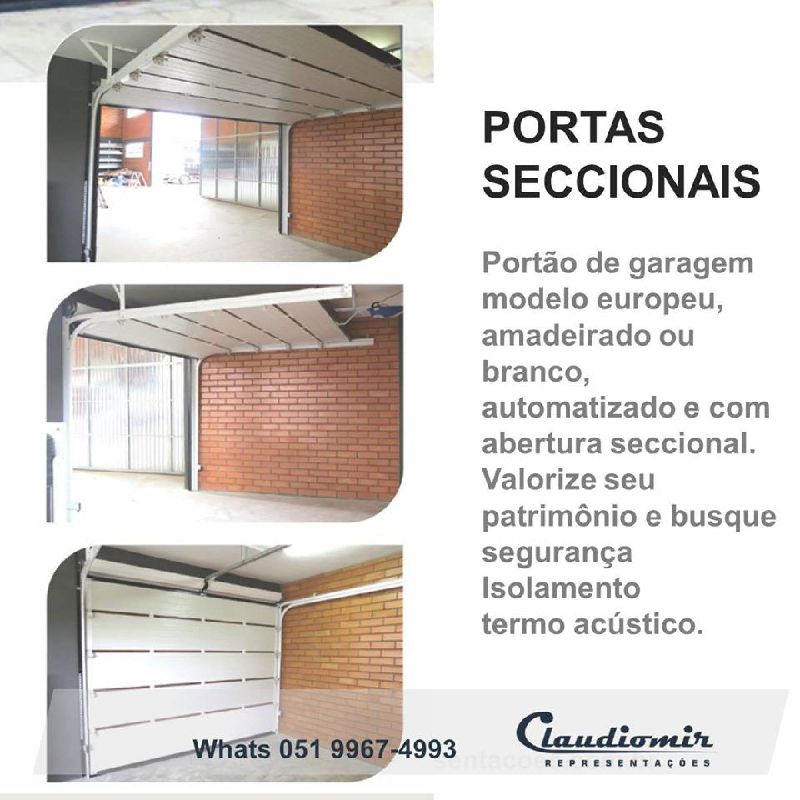 PORTAS
SECCIONAIS
Portão de garagem
modelo europeu,
amadeirado ou
branco,
automatizado e com
abertura seccional.
Valorize seu
patrimônio e busque
segurança
Isolamento
termo acústico.
Whats 051 9967-4993
Claudiomir
REPRESENTAÇÕES